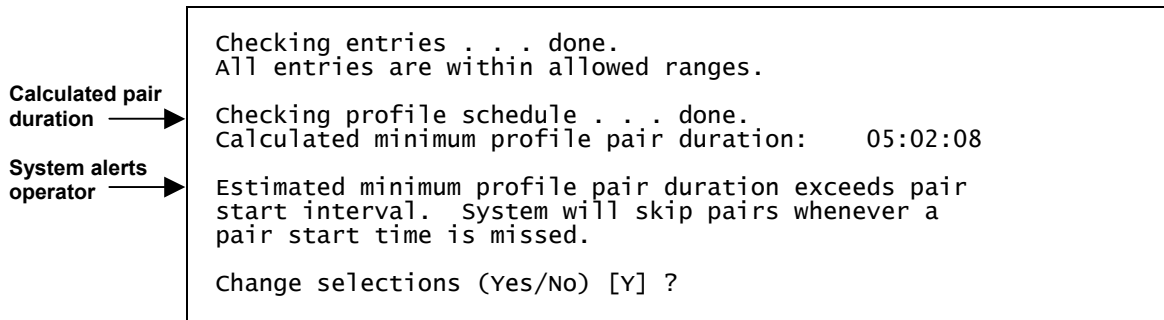 Checking entries . . . done.
All entries are within allowed ranges.
Calculated pair
duration
Checking profile schedule . . . done.
Calculated minimum profile pair duration: 05:02:08
System alerts
operator
Estimated minimum profile pair duration exceeds pair
start interval. System will skip pairs whenever a
pair start time is missed.
Change selections (Yes/No) [Y] ?